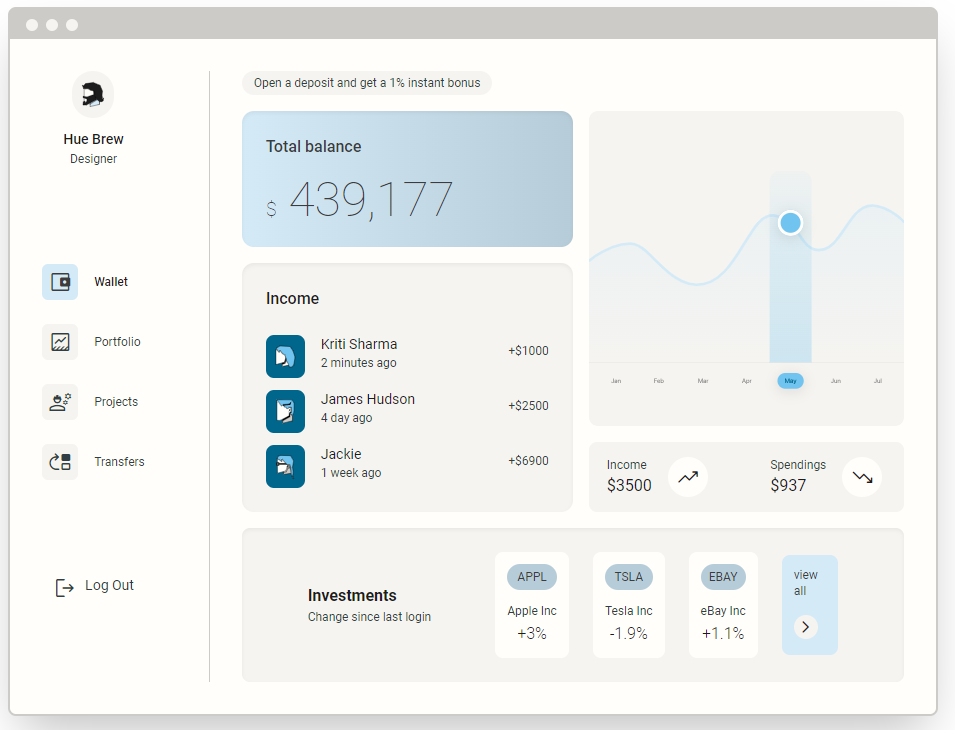 Hue Brew
Designer
Wallet
Portfolio
Projects
Transfers
Log Out
Open a deposit and get a 1% instant bonus
Total balance
$ 439,177
Income
Kriti Sharma
2 minutes ago
+$1000
James Hudson
4 day ago
+$2500
Jackie
1 week ago
+$6900
Jan Feb Mar Apr May Jun Jul
Income
$3500
Spendings
$937
Investments
Change since last login
APPL
Apple Inc
+3%
TSLA
Tesla Inc
-1.9%
EBAY
eBay Inc
+1.1%
view
all